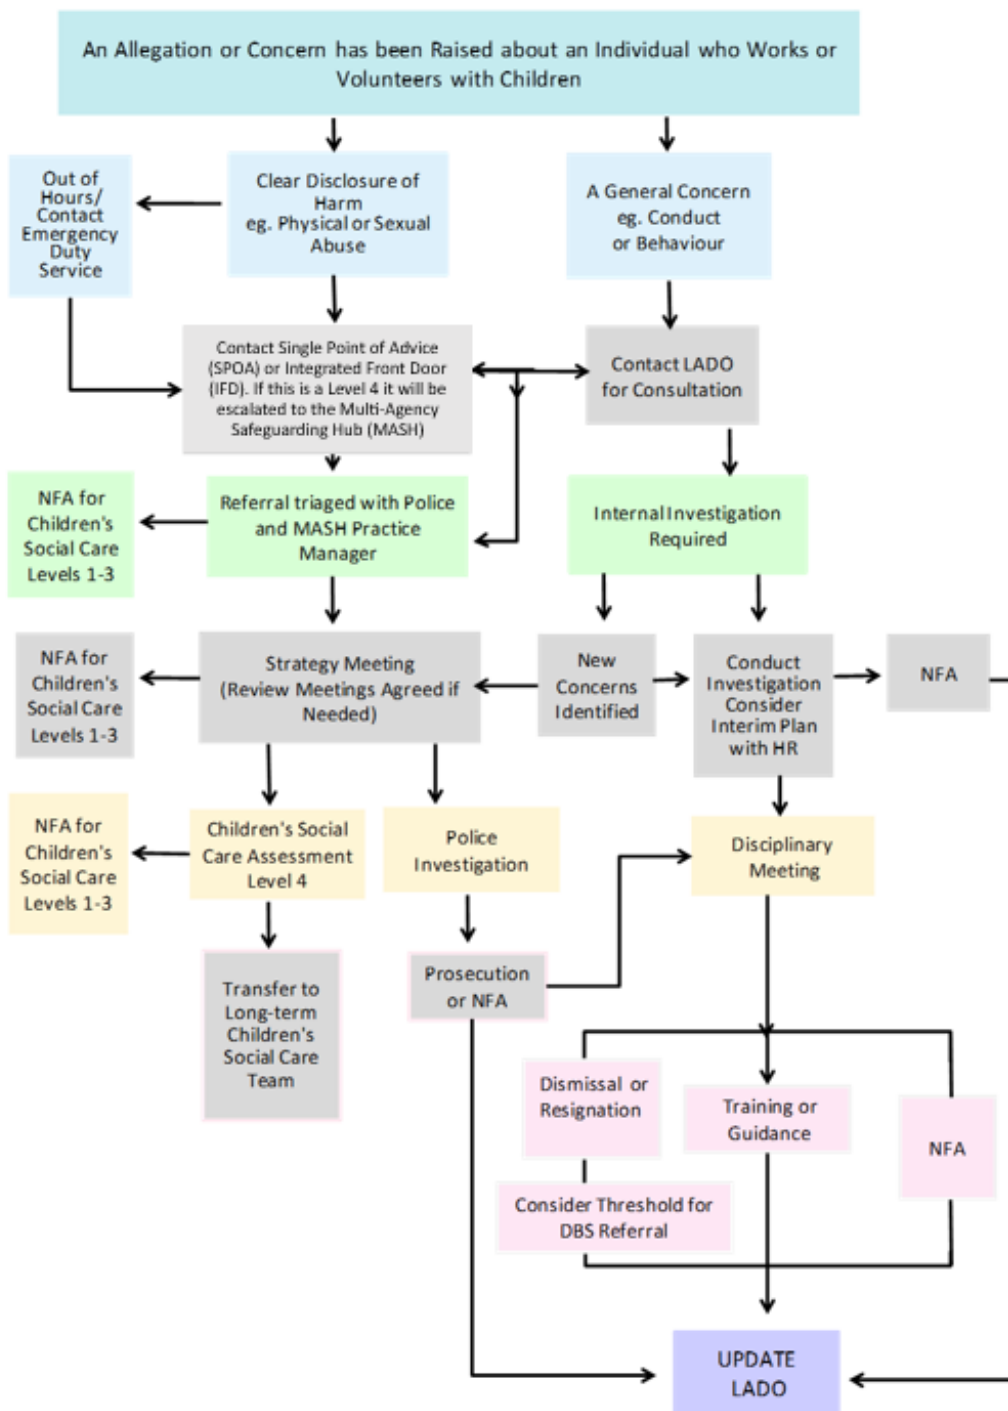 An Allegation or Concern has been Raised about an Individual who Works or
Volunteers with Children
Out of
Hours/
Contact
Emergency
Duty
Service
Clear Disclosure of
Harm
eg. Physical or Sexual
Abuse
A General Concern
eg. Conduct
or Behaviour
Contact Single Point of Advice
(SPOA) or Integrated Front Door
(IFD). If this is a Level 4 it will be
escalated to the Multi-Agency
Safeguarding Hub (MASH)
Contact LADO
for Consultation
NFA for
Children's
Social Care
Levels 1-3
Referral triaged with Police
and MASH Practice
Manager
Internal Investigation
Required
NFA for
Children's
Social Care
Levels 1-3
Strategy Meeting
(Review Meetings Agreed if
Needed)
New
Concerns
Identified
Conduct
Investigation
Consider
Interim Plan
with HR
NFA
NFA for
Children's
Social Care
Levels 1-3
Children's Social
Care Assessment
Level 4
Police
Investigation
Disciplinary
Meeting
Transfer to
Long-term
Children's
Social Care
Team
Prosecution
or NFA
Dismissal or
Resignation
Training or
Guidance
NFA
Consider Threshold for
DBS Referral
UPDATE
LADO